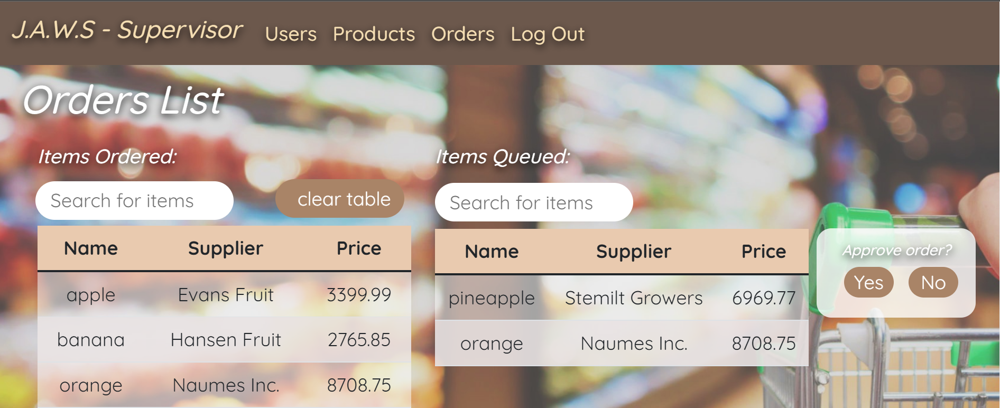 J.A.W.S - Supervisor Users Products Orders Log Out
Orders List
Items Ordered:
Search for items clear table
Name Supplier Price
apple Evans Fruit 3399.99
banana Hansen Fruit 2765.85
orange Naumes Inc. 8708.75
Items Queued:
Search for items
Name Supplier Price
pineapple Stemilt Growers 6969.77
orange Naumes Inc. 8708.75
Approve order?
Yes No